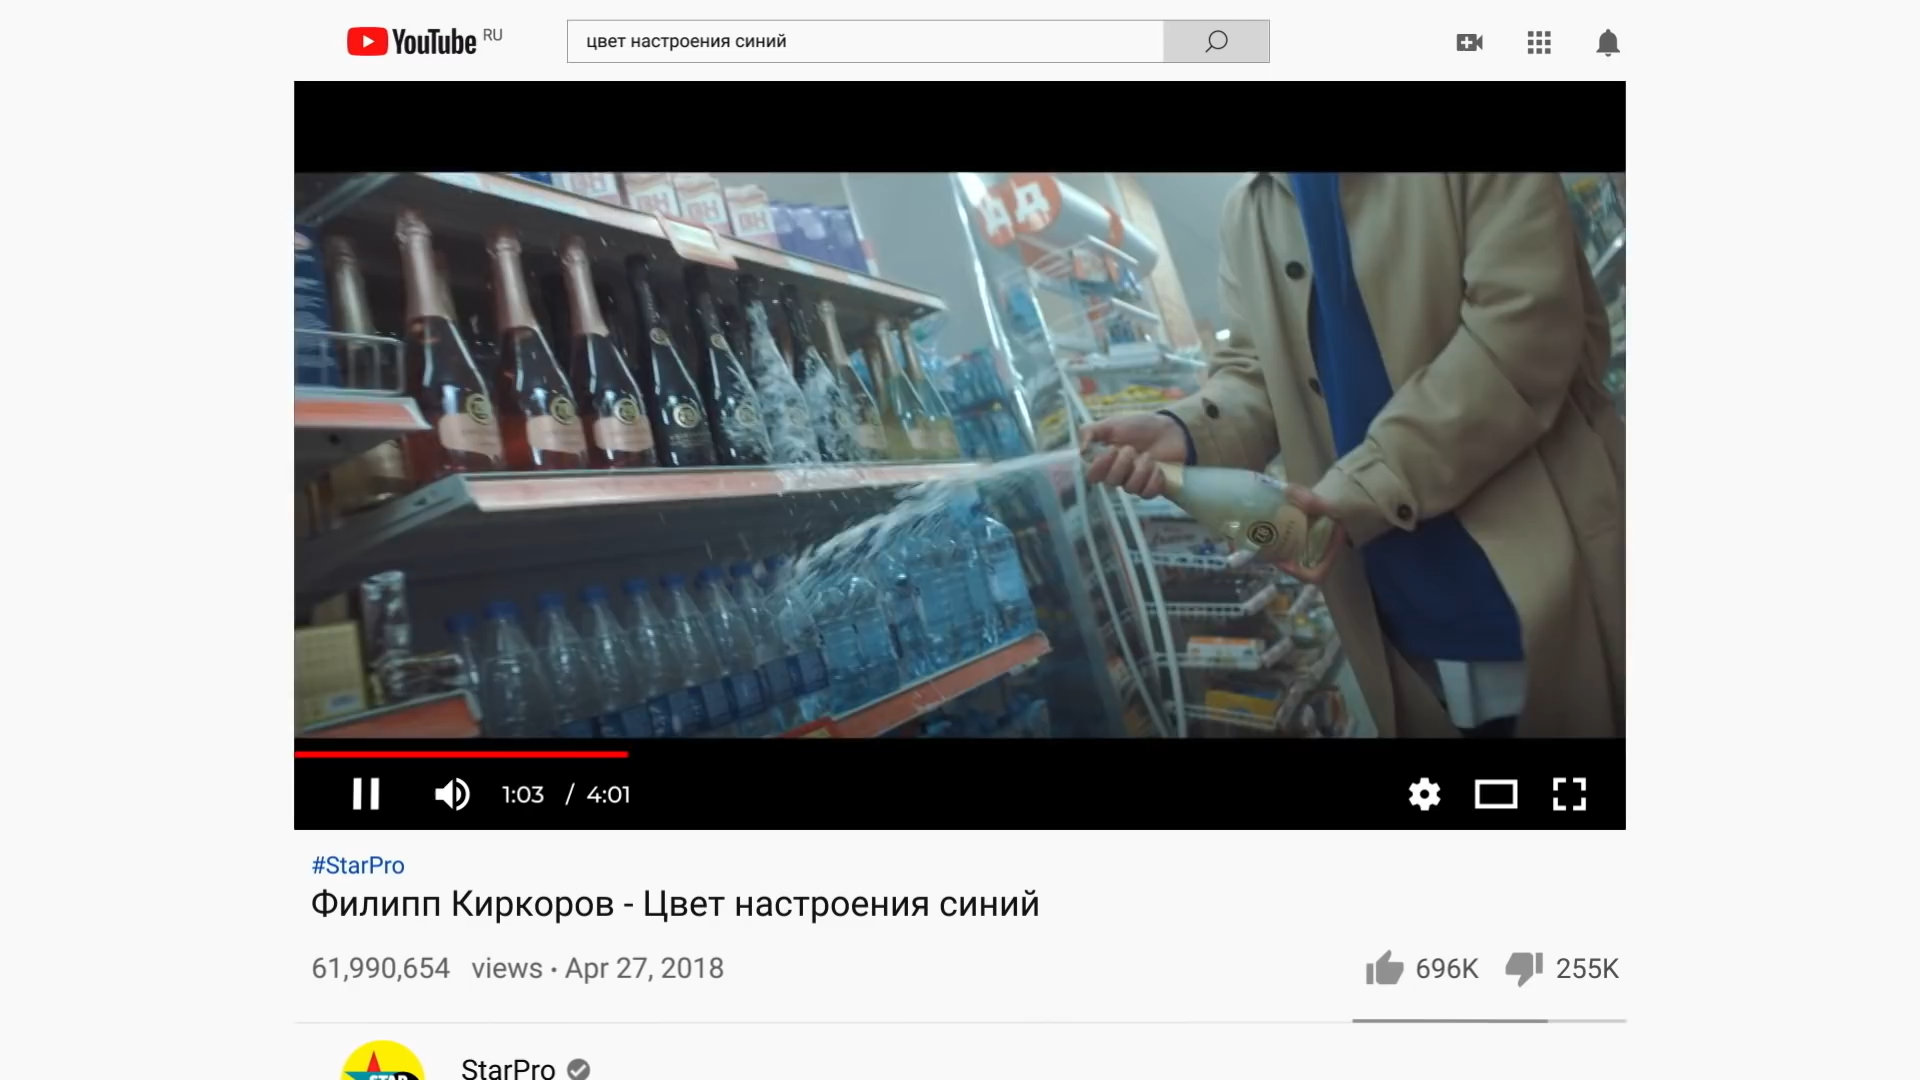 YouTube RU
цвет настроения синий
1:03 / 4:01
#StarPro
Филипп Киркоров - Цвет настроения синий
61,990,654 views • Apr 27, 2018
696K 255K
StarPro